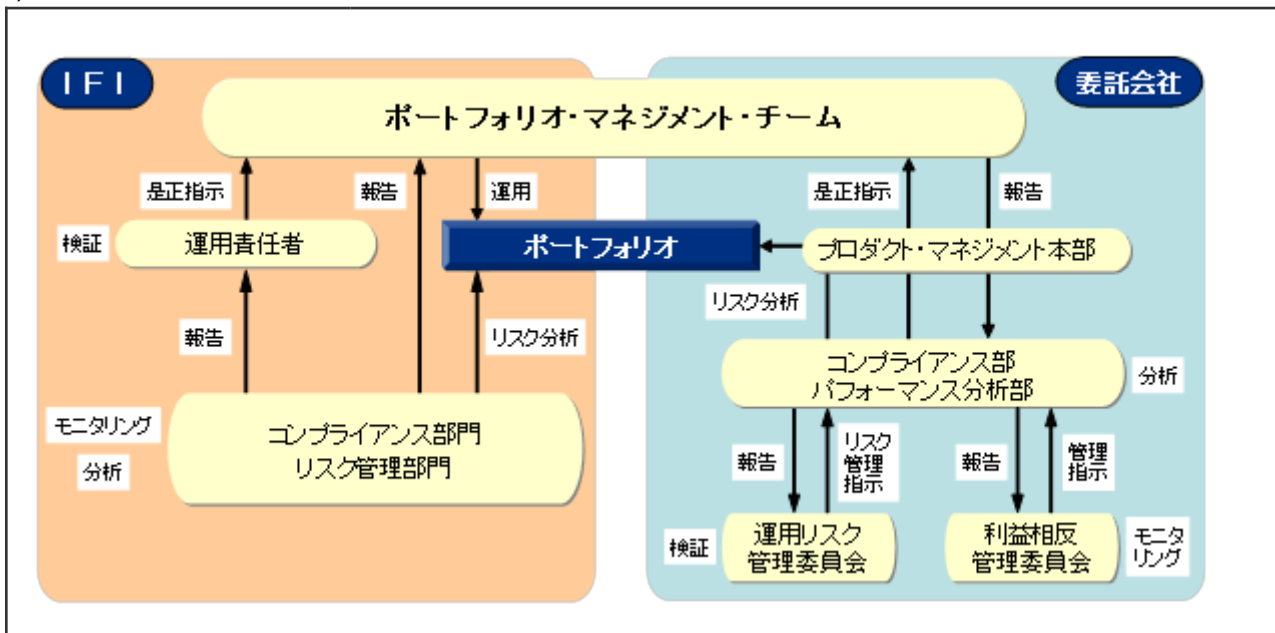 IFI
委託会社
ポートフォリオ・マネジメント・チーム
是正指示
報告
運用
是正指示
報告
検証
運用責任者
ポートフォリオ
プロダクト・マネジメント本部
リスク分析
報告
リスク分析
コンプライアンス部
パフォーマンス分析部
分析
モニタリング
分析
コンプライアンス部門
リスク管理部門
報告
リスク
管理
指示
報告
管理
指示
検証
運用リスク
管理委員会
利益相反
管理委員会
モニタ
リング